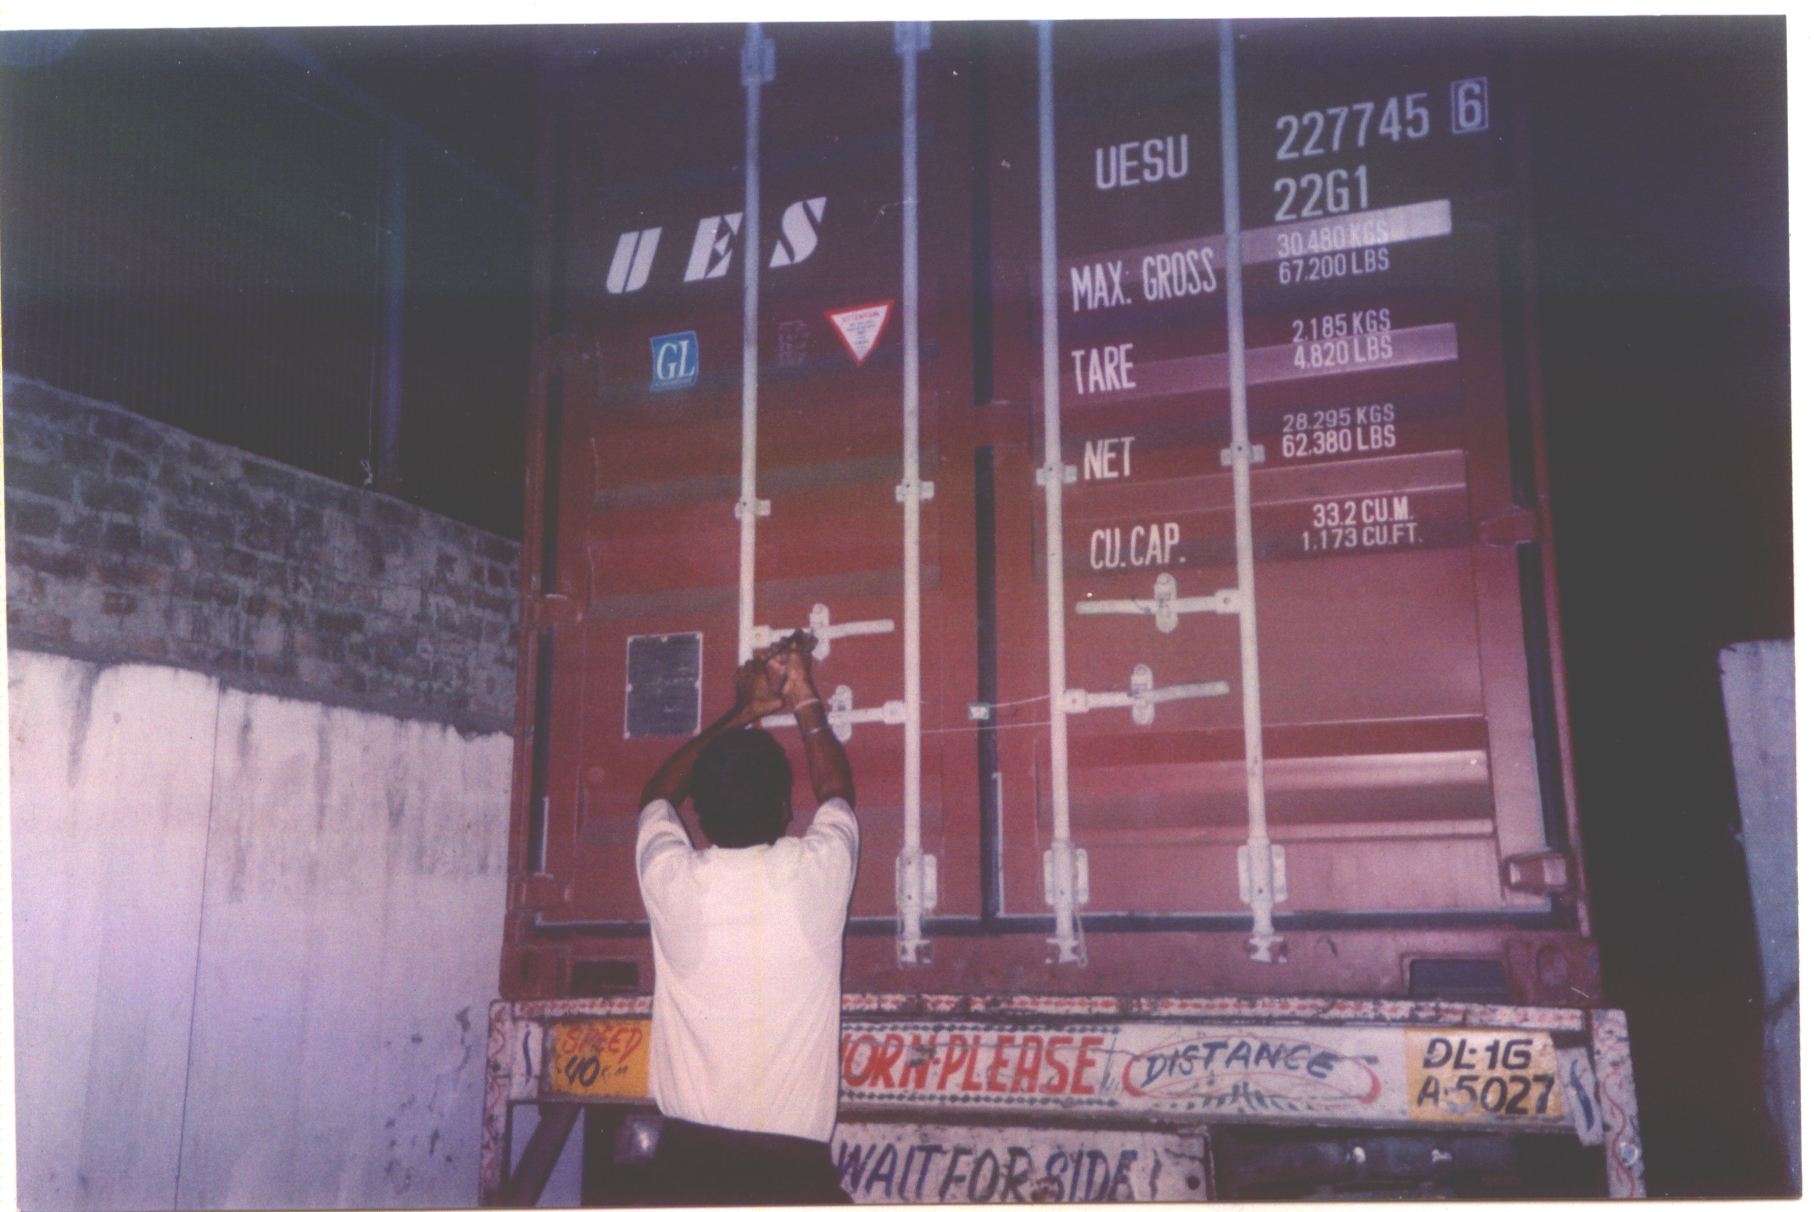 UES
GL
ATTENTION
UESU
227745 6
22G1
MAX. GROSS
30.480 KGS
67.200 LBS
TARE
2.185 KGS
4.820 LBS
NET
28.295 KGS
62.380 LBS
CU.CAP.
33.2 CU.M.
1.173 CU.FT.
SPEED
40 K.M
ORN PLEASE
DISTANCE
DL-1G
A-5027
WAIT FOR SIDE